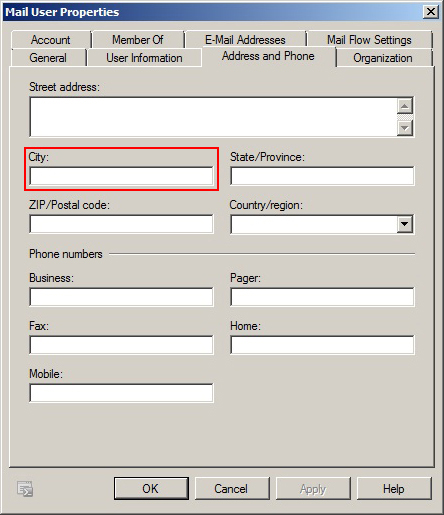 Mail User Properties
Account Member Of E-Mail Addresses Mail Flow Settings
General User Information Address and Phone Organization
Street address:
City: State/Province:
ZIP/Postal code: Country/region:
Phone numbers
Business: Pager:
Fax: Home:
Mobile:
OK Cancel Apply Help